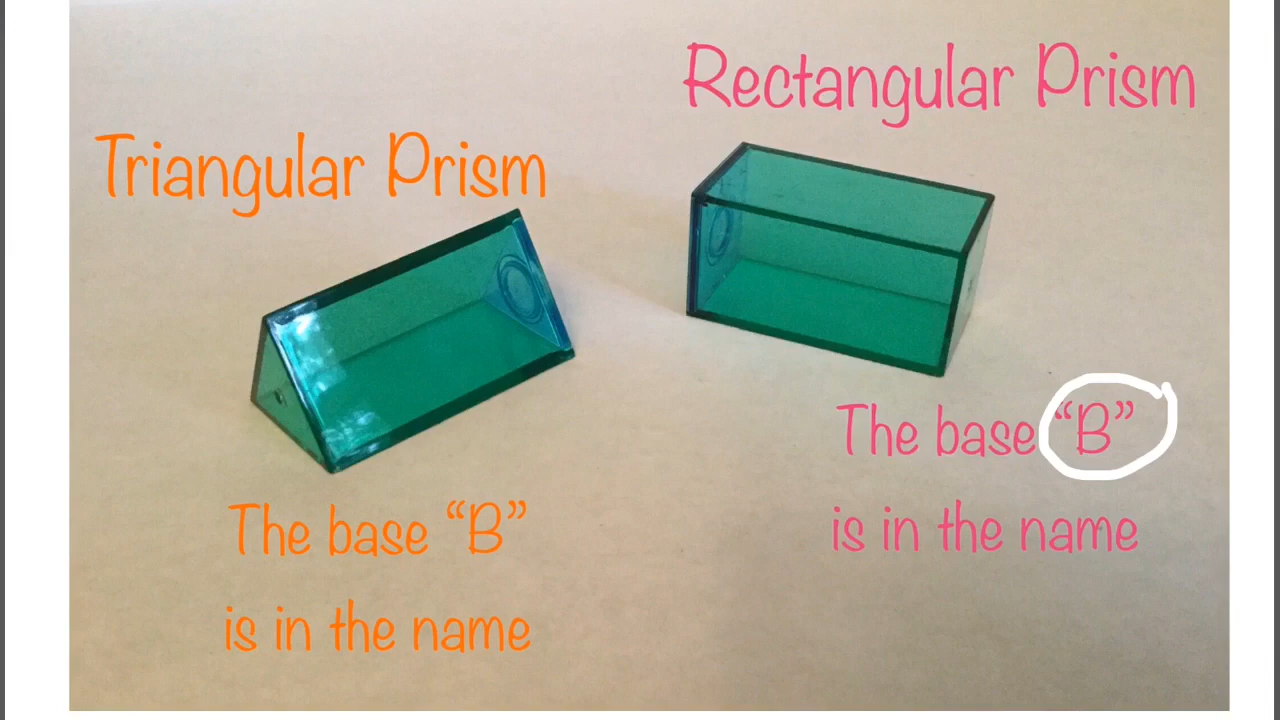 Triangular Prism
The base “B”
is in the name
Rectangular Prism
The base “B”
is in the name